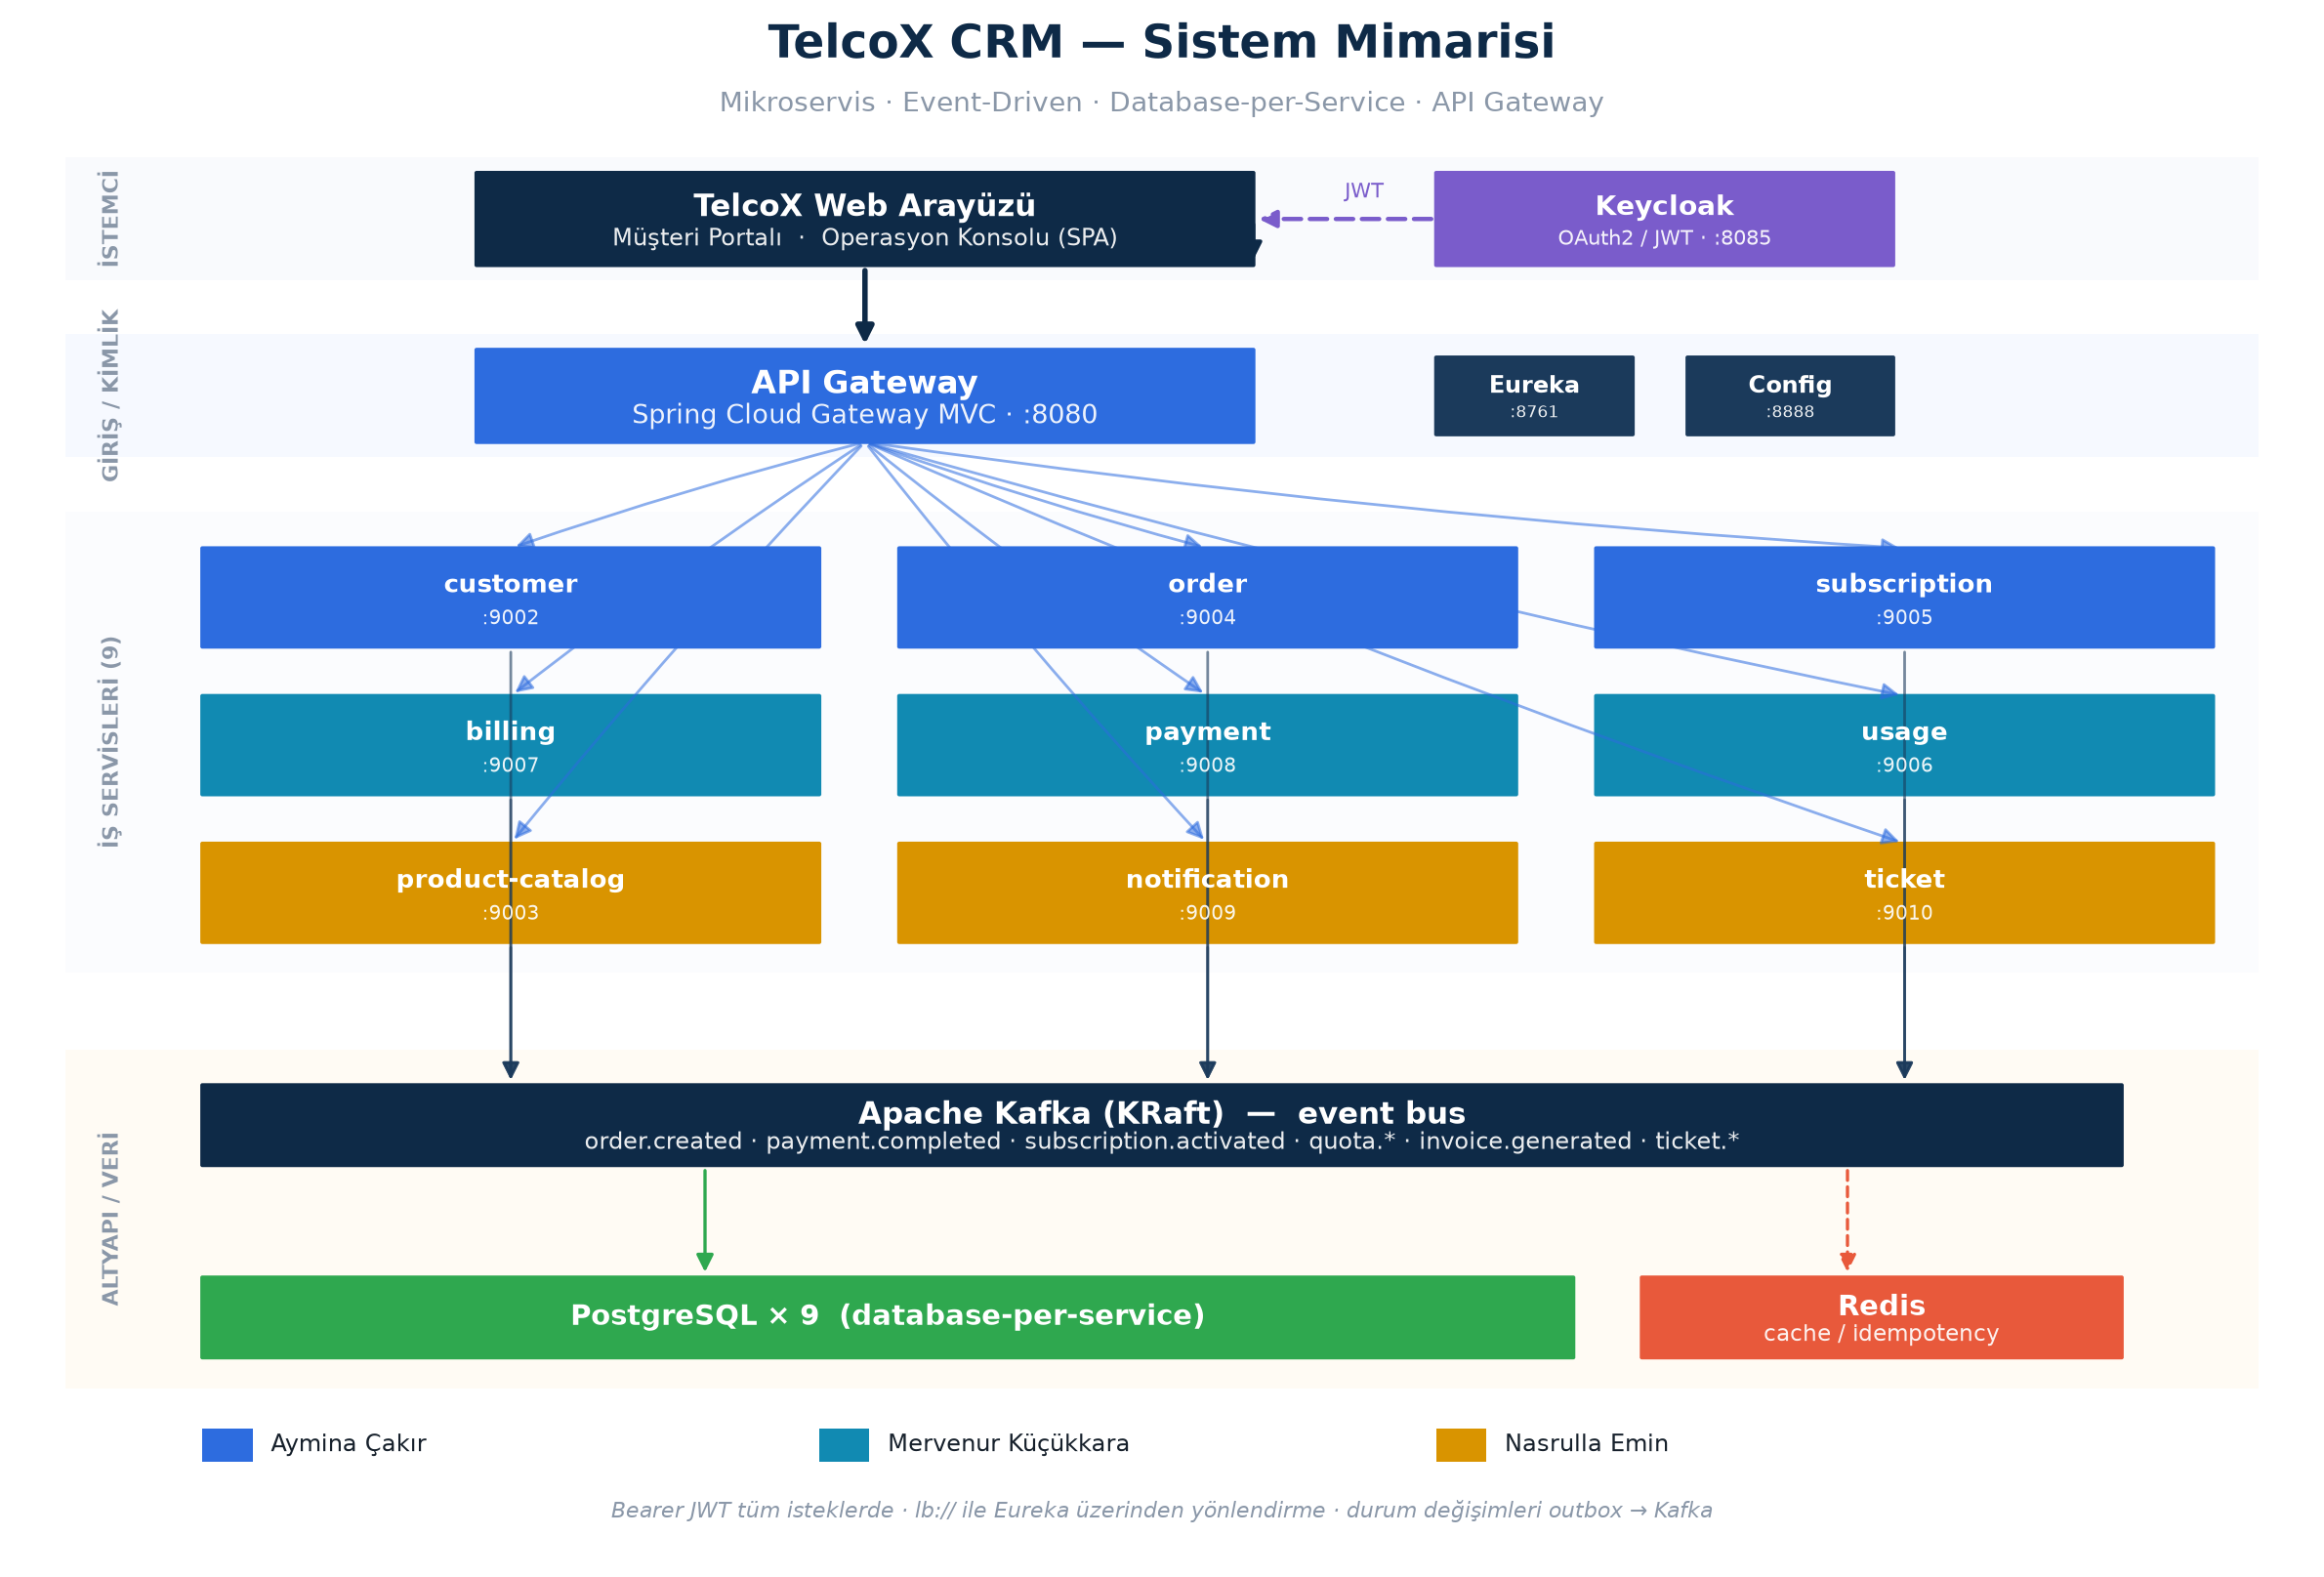 TelcoX CRM — Sistem Mimarisi
Mikroservis · Event-Driven · Database-per-Service · API Gateway
İSTEMCİ
TelcoX Web Arayüzü
Müşteri Portalı · Operasyon Konsolu (SPA)
JWT
Keycloak
OAuth2 / JWT · :8085
GİRİŞ / KİMLİK
API Gateway
Spring Cloud Gateway MVC · :8080
Eureka
:8761
Config
:8888
İŞ SERVİSLERİ (9)
customer
:9002
order
:9004
subscription
:9005
billing
:9007
payment
:9008
usage
:9006
product-catalog
:9003
notification
:9009
ticket
:9010
ALTYAPI / VERİ
Apache Kafka (KRaft) — event bus
order.created · payment.completed · subscription.activated · quota.* · invoice.generated · ticket.*
PostgreSQL × 9 (database-per-service)
Redis
cache / idempotency
Aymina Çakır
Mervenur Küçükkara
Nasrulla Emin
Bearer JWT tüm isteklerde · lb:// ile Eureka üzerinden yönlendirme · durum değişimleri outbox → Kafka